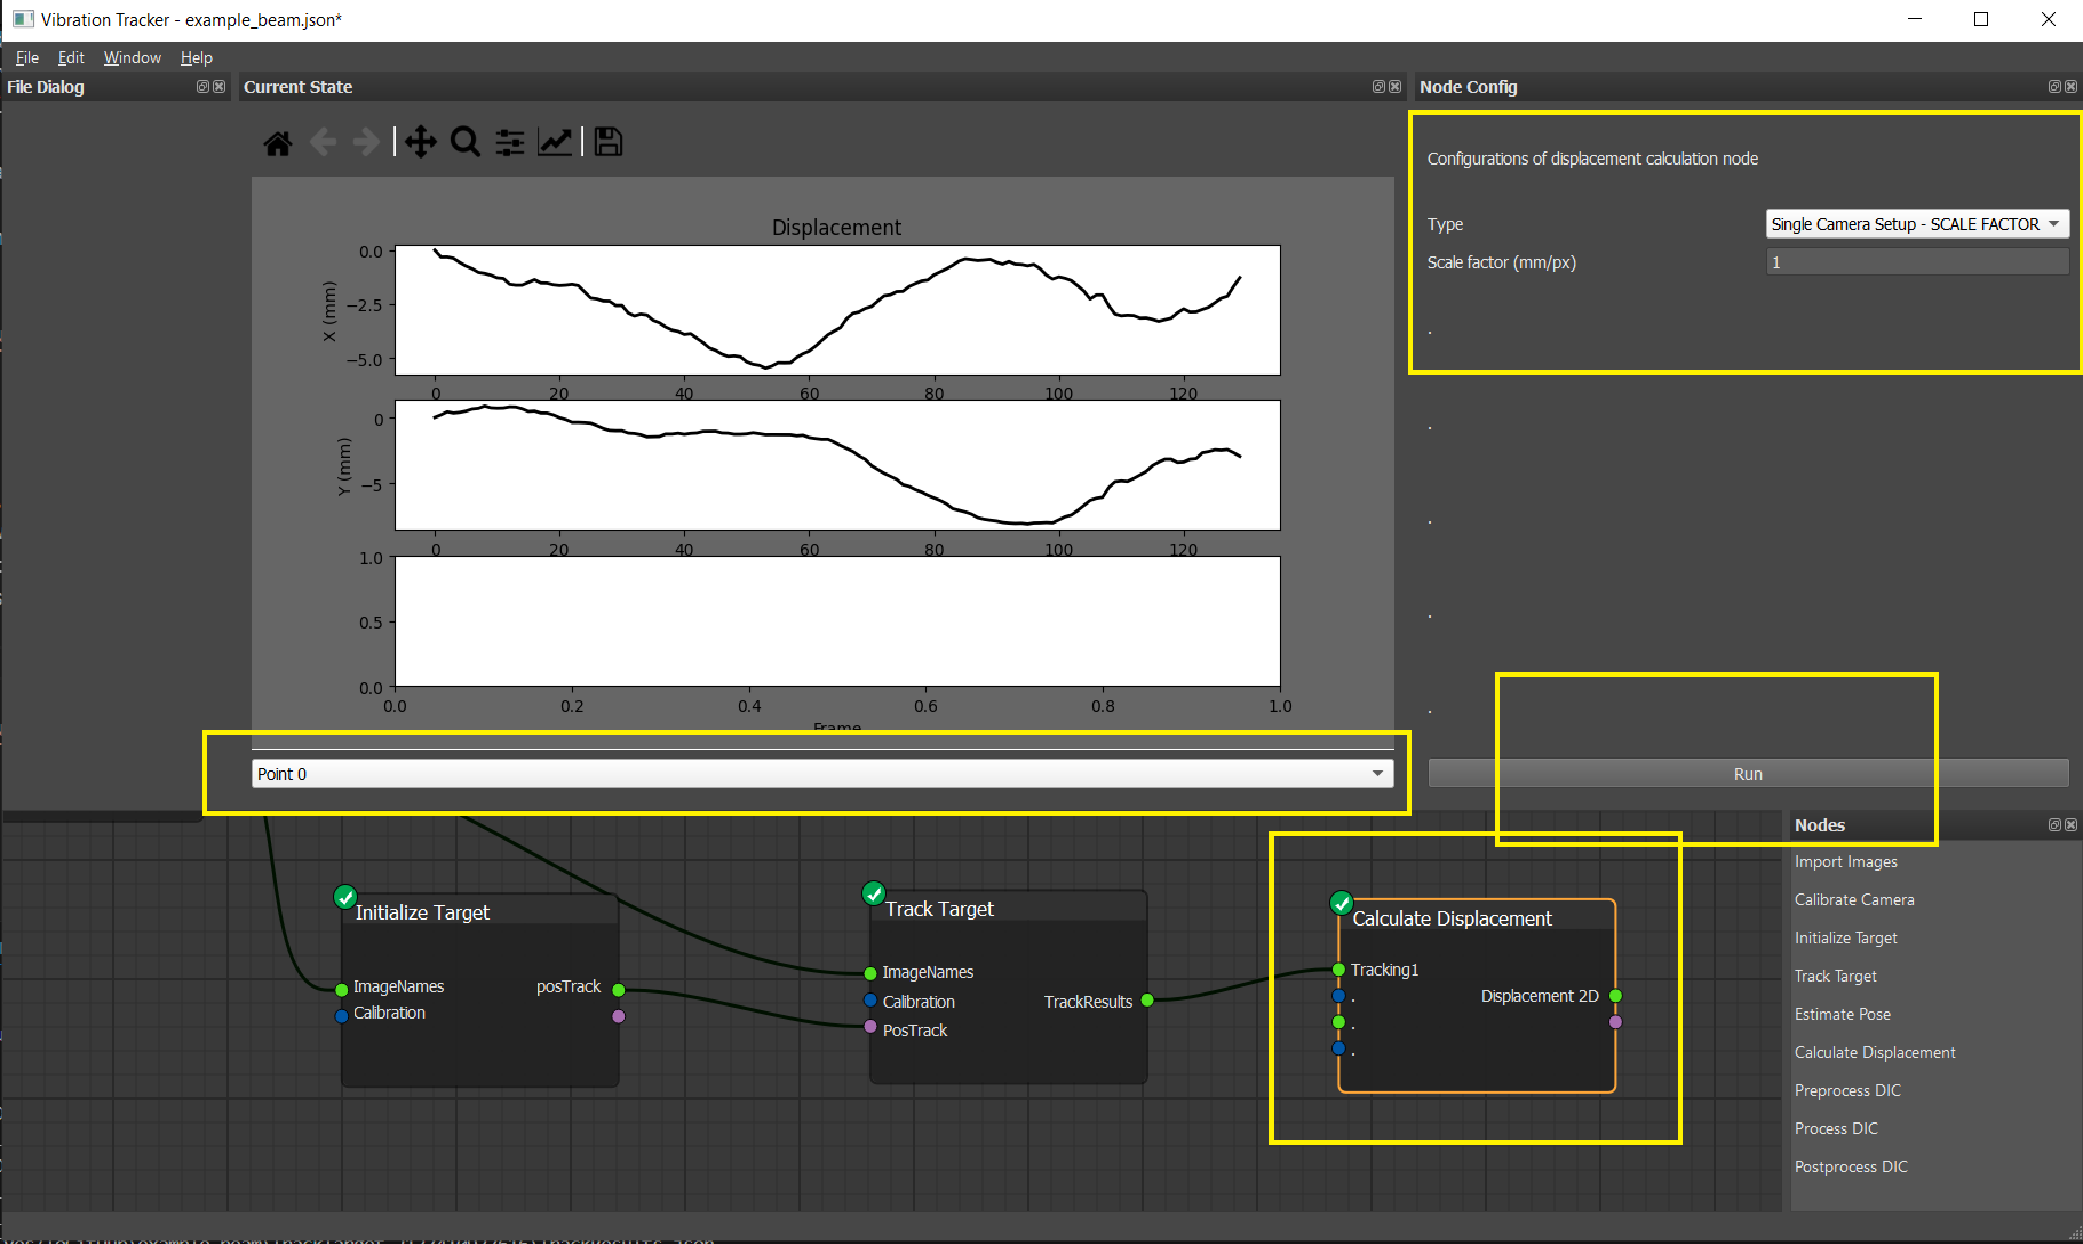 Vibration Tracker - example_beam.json*
File Edit Window Help
File Dialog
Current State
Node Config
Configurations of displacement calculation node
Type
Single Camera Setup - SCALE FACTOR
Scale factor (mm/px)
1
.
.
.
.
.
Run
Displacement
X (mm)
0.0
−2.5
−5.0
0 20 40 60 80 100 120
Y (mm)
0
−5
0 20 40 60 80 100 120
1.0
0.5
0.0
0.0 0.2 0.4 0.6 0.8 1.0
Frame
Point 0
Initialize Target
ImageNames
posTrack
Calibration
Track Target
ImageNames
Calibration
TrackResults
PosTrack
Calculate Displacement
Tracking1
.
Displacement 2D
.
.
Nodes
Import Images
Calibrate Camera
Initialize Target
Track Target
Estimate Pose
Calculate Displacement
Preprocess DIC
Process DIC
Postprocess DIC